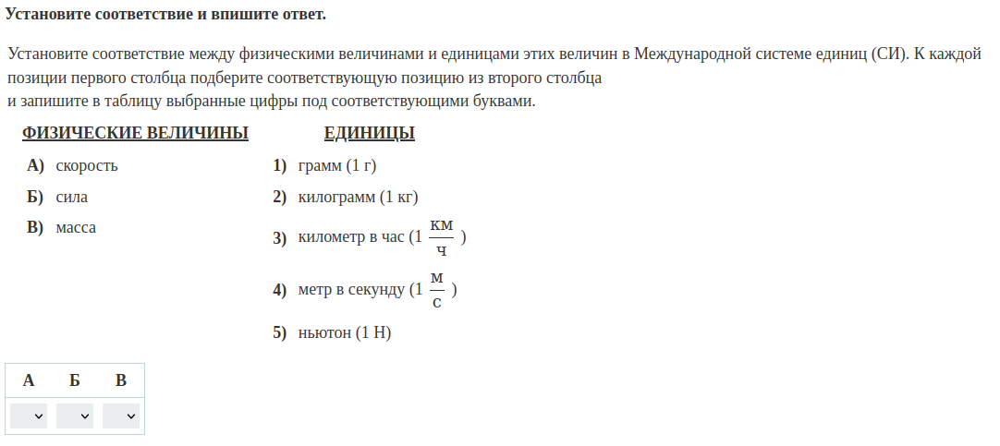 Установите соответствие и впишите ответ.
Установите соответствие между физическими величинами и единицами этих величин в Международной системе единиц (СИ). К каждой
позиции первого столбца подберите соответствующую позицию из второго столбца
и запишите в таблицу выбранные цифры под соответствующими буквами.
ФИЗИЧЕСКИЕ ВЕЛИЧИНЫ ЕДИНИЦЫ
А) скорость 1) грамм (1 г)
Б) сила 2) килограмм (1 кг)
В) масса
3) километр в час (1 км/ч)
4) метр в секунду (1 м/с)
5) ньютон (1 Н)
А Б В